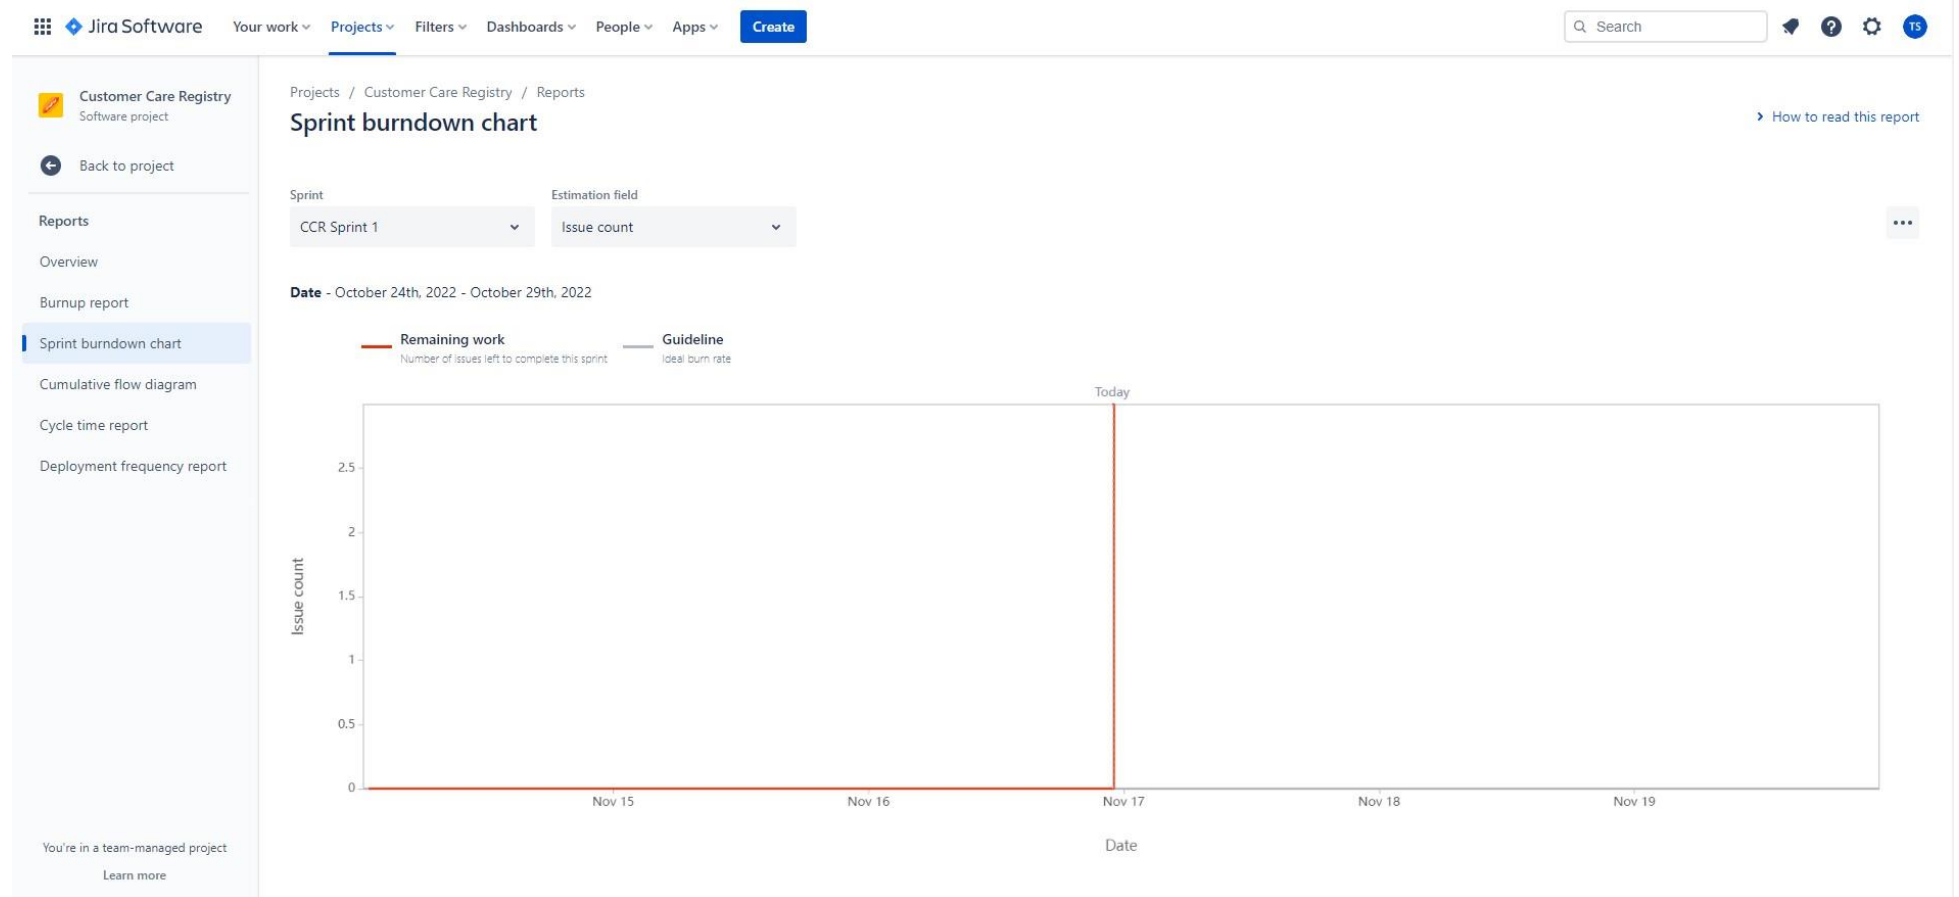 Jira Software Your work Projects Filters Dashboards People Apps Create Search TS
Customer Care Registry
Software project
Back to project
Reports
Overview
Burnup report
Sprint burndown chart
Cumulative flow diagram
Cycle time report
Deployment frequency report
You're in a team-managed project
Learn more
Projects / Customer Care Registry / Reports
Sprint burndown chart
How to read this report
Sprint Estimation field
CCR Sprint 1 Issue count
Date - October 24th, 2022 - October 29th, 2022
Remaining work Guideline
Number of issues left to complete this sprint Ideal burn rate
Today
2.5
2
1.5
1
0.5
0
Issue count
Nov 15 Nov 16 Nov 17 Nov 18 Nov 19
Date